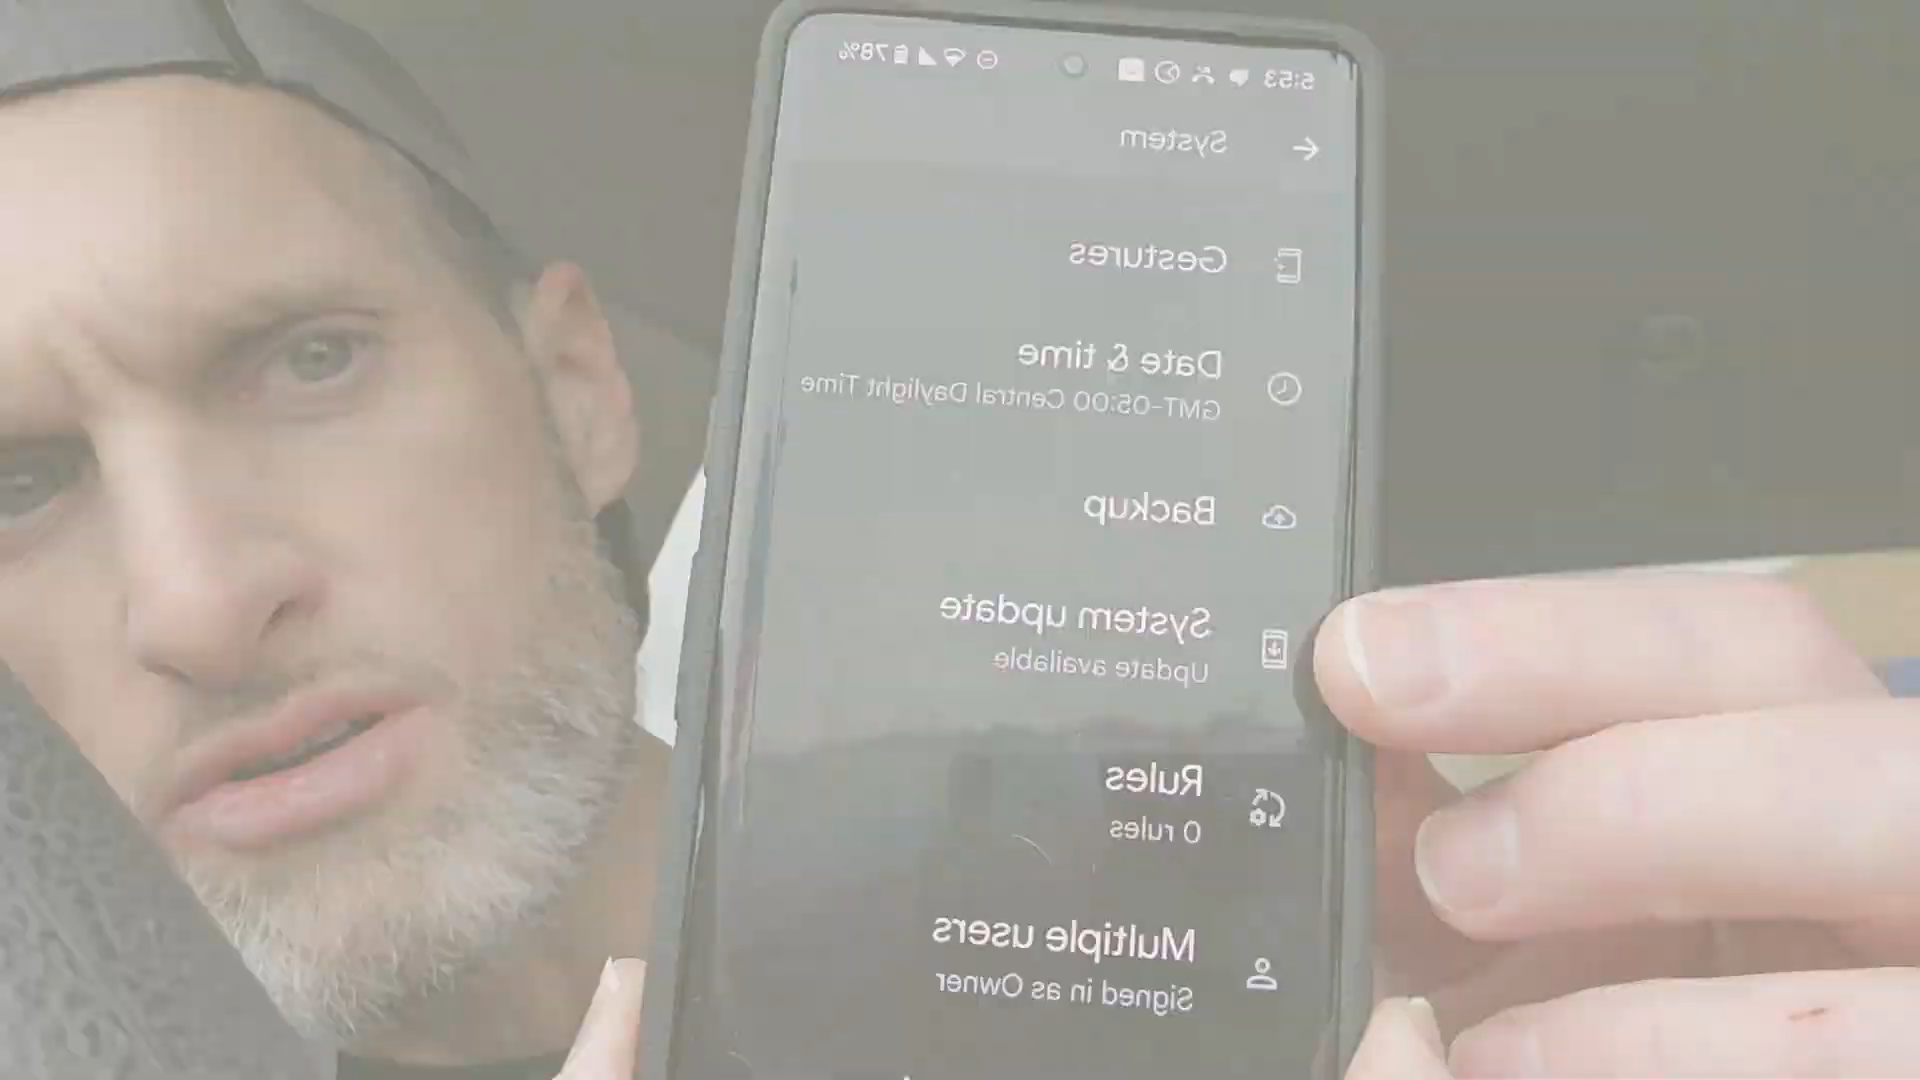 5:53 78%
System
Gestures
Date & time
GMT-05:00 Central Daylight Time
Backup
System update
Update available
Rules
0 rules
Multiple users
Signed in as Owner